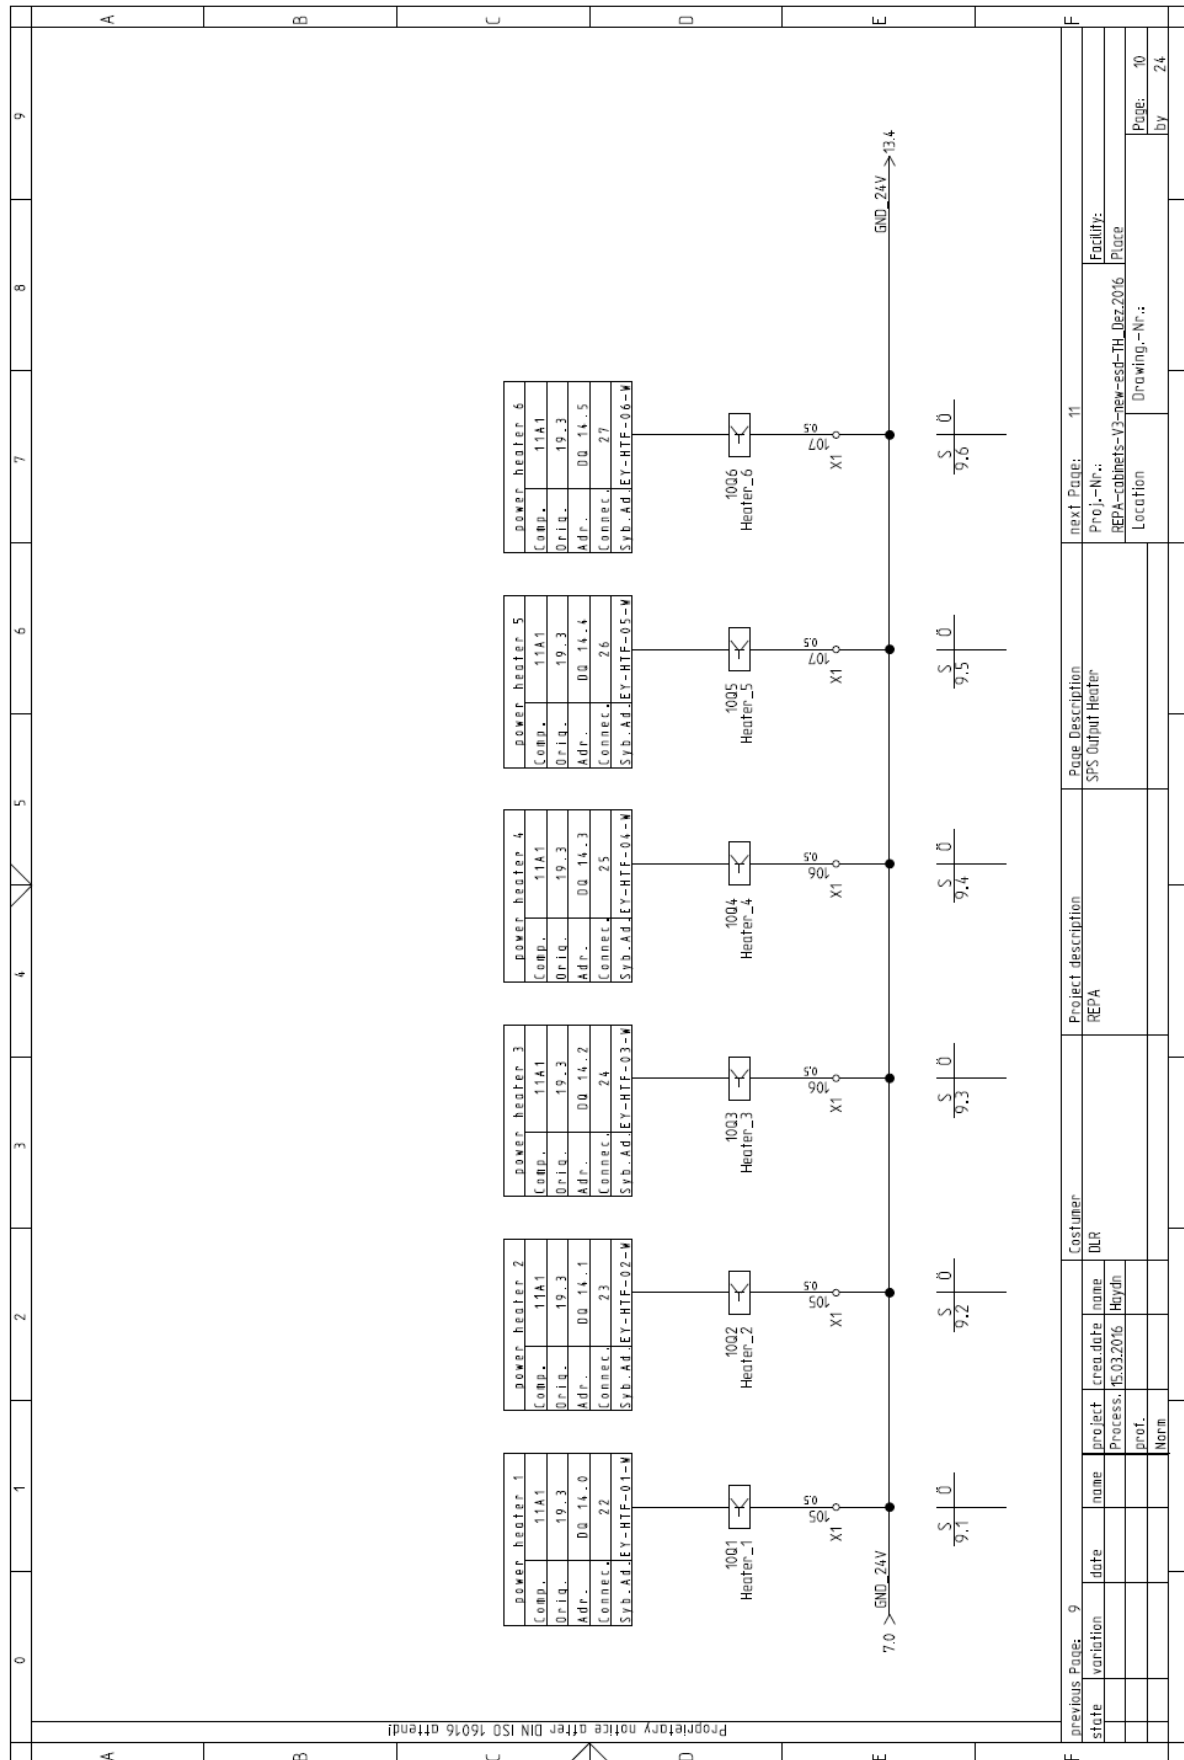 0 1 2 3 4 5 6 7 8 9
A
B
C
D
E
F
A
B
C
D
E
F
Proprietary notice after DIN ISO 16016 attend!
power heater 1
Comp. 11A1
Orig. 19.3
Adr. DQ 14.0
Connec. 22
Syb.Ad. EY-HTF-01-W
power heater 2
Comp. 11A1
Orig. 19.3
Adr. DQ 14.1
Connec. 23
Syb.Ad. EY-HTF-02-W
power heater 3
Comp. 11A1
Orig. 19.3
Adr. DQ 14.2
Connec. 24
Syb.Ad. EY-HTF-03-W
power heater 4
Comp. 11A1
Orig. 19.3
Adr. DQ 14.3
Connec. 25
Syb.Ad. EY-HTF-04-W
power heater 5
Comp. 11A1
Orig. 19.3
Adr. DQ 14.4
Connec. 26
Syb.Ad. EY-HTF-05-W
power heater 6
Comp. 11A1
Orig. 19.3
Adr. DQ 14.5
Connec. 27
Syb.Ad. EY-HTF-06-W
10Q1
Heater_1
10Q2
Heater_2
10Q3
Heater_3
10Q4
Heater_4
10Q5
Heater_5
10Q6
Heater_6
X1 105 0.5
X1 105 0.5
X1 106 0.5
X1 106 0.5
X1 107 0.5
X1 107 0.5
7.0 GND_24V
GND_24V 13.4
S Ö
9.1
S Ö
9.2
S Ö
9.3
S Ö
9.4
S Ö
9.5
S Ö
9.6
previous Page: 9
state variation date name
project crea.date name
Process. 15.03.2016 Haydn
prof.
Norm
Costumer
DLR
Project description
REPA
Page Description
SPS Output Heater
next Page: 11
Proj.-Nr.:
REPA-cabinets-V3-new-esd-TH_Dez.2016
Facility:
Place
Location
Drawing.-Nr.:
Page: 10
by 24